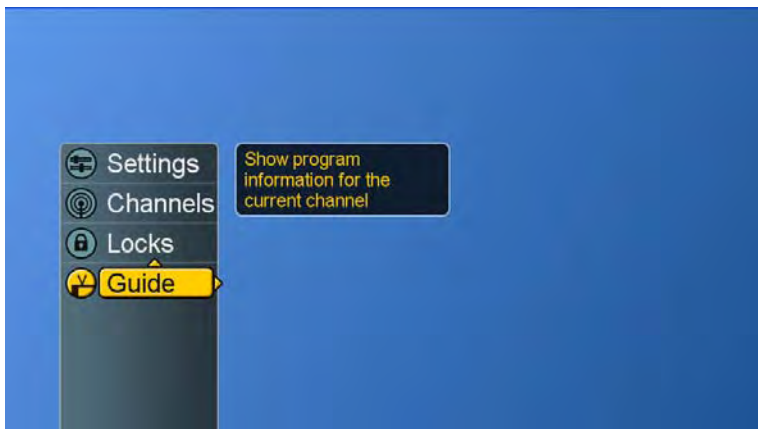 Settings
Channels
Locks
Guide
Show program
information for the
current channel